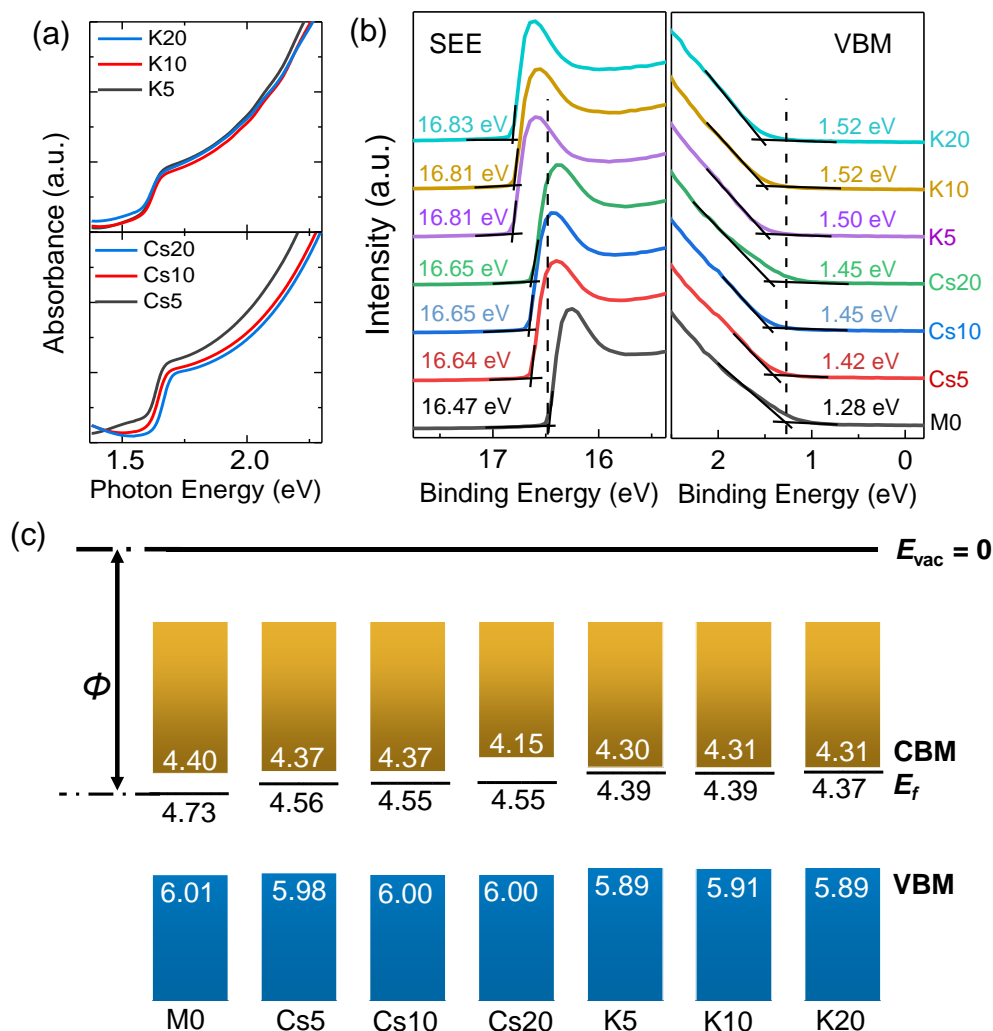 (a)
K20
K10
K5
Cs20
Cs10
Cs5
Absorbance (a.u.)
1.5 2.0
Photon Energy (eV)
(b)
SEE VBM
16.83 eV 1.52 eV K20
16.81 eV 1.52 eV K10
16.81 eV 1.50 eV K5
16.65 eV 1.45 eV Cs20
16.65 eV 1.45 eV Cs10
16.64 eV 1.42 eV Cs5
16.47 eV 1.28 eV M0
Intensity (a.u.)
17 16 2 1 0
Binding Energy (eV) Binding Energy (eV)
(c)
Evac = 0
Φ
4.40 4.37 4.37 4.15 4.30 4.31 4.31 CBM
4.73 4.56 4.55 4.55 4.39 4.39 4.37 Ef
6.01 5.98 6.00 6.00 5.89 5.91 5.89 VBM
M0 Cs5 Cs10 Cs20 K5 K10 K20